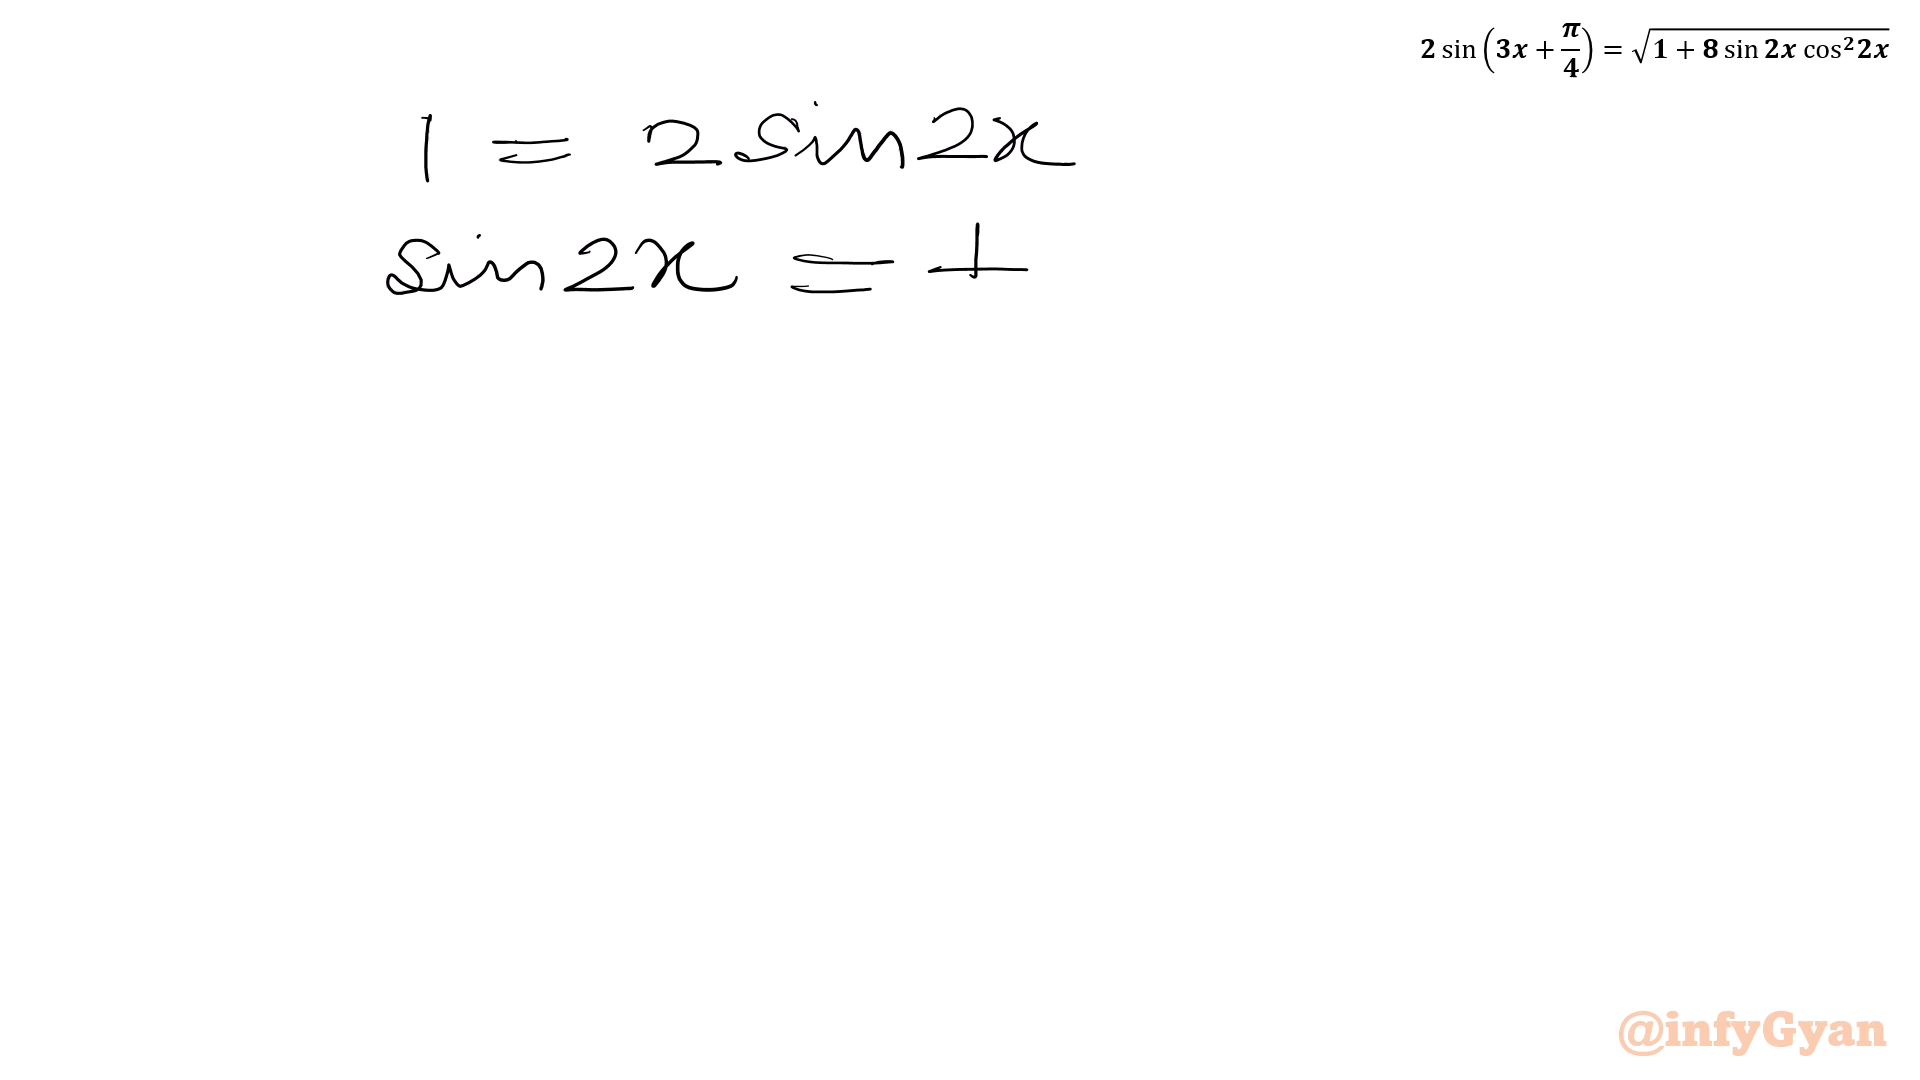 2 sin (3x + π/4) = √(1 + 8 sin 2x cos² 2x)
1 = 2 sin 2x
sin 2x = 1
@infyGyan